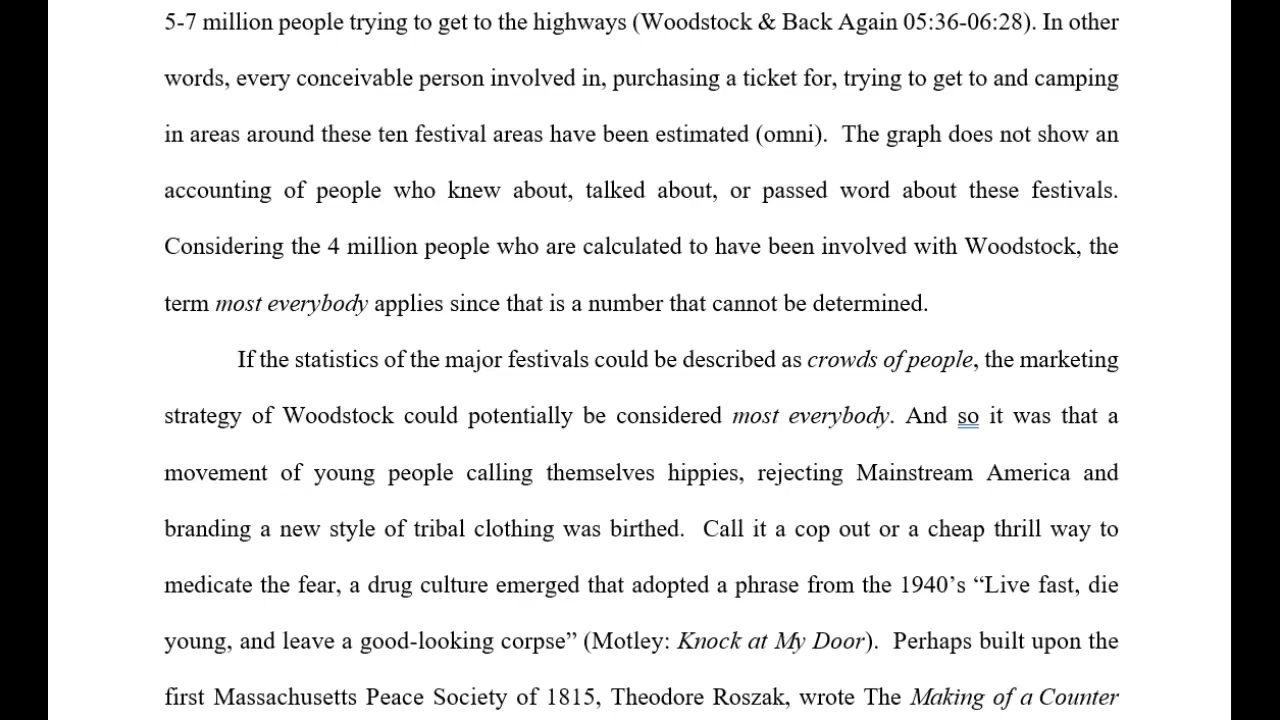 5-7 million people trying to get to the highways (Woodstock & Back Again 05:36-06:28). In other
words, every conceivable person involved in, purchasing a ticket for, trying to get to and camping
in areas around these ten festival areas have been estimated (omni).  The graph does not show an
accounting of people who knew about, talked about, or passed word about these festivals.
Considering the 4 million people who are calculated to have been involved with Woodstock, the
term most everybody applies since that is a number that cannot be determined.
If the statistics of the major festivals could be described as crowds of people, the marketing
strategy of Woodstock could potentially be considered most everybody. And so it was that a
movement of young people calling themselves hippies, rejecting Mainstream America and
branding a new style of tribal clothing was birthed.  Call it a cop out or a cheap thrill way to
medicate the fear, a drug culture emerged that adopted a phrase from the 1940’s “Live fast, die
young, and leave a good-looking corpse” (Motley: Knock at My Door).  Perhaps built upon the
first Massachusetts Peace Society of 1815, Theodore Roszak, wrote The Making of a Counter